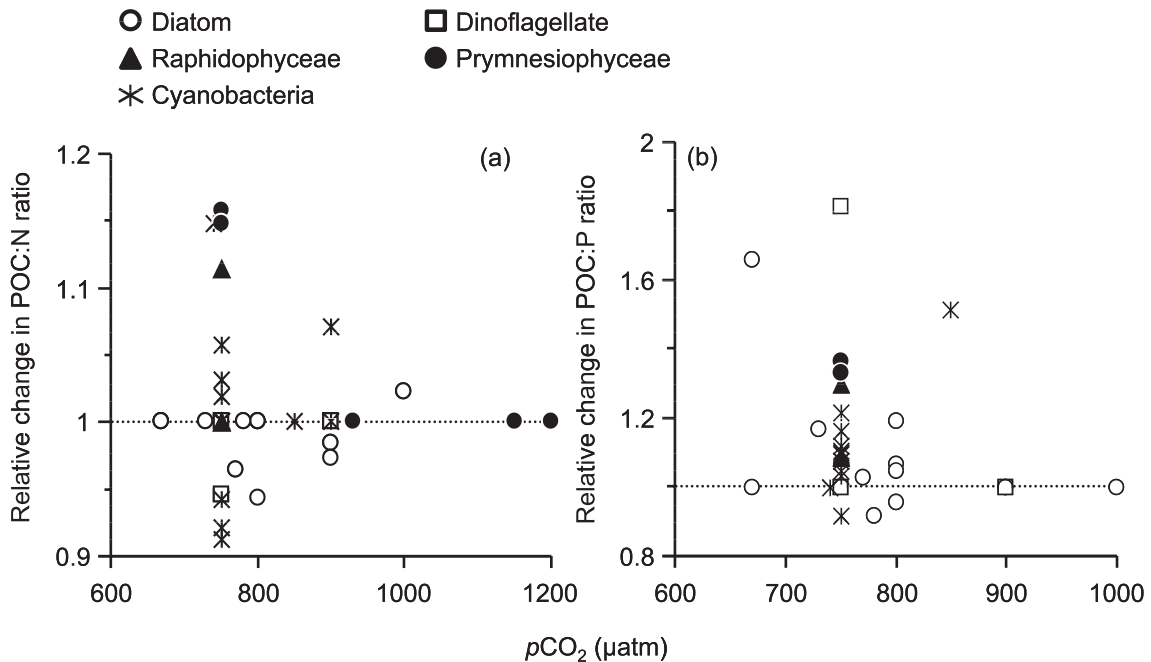 Diatom
Dinoflagellate
Raphidophyceae
Prymnesiophyceae
Cyanobacteria
(a)
Relative change in POC:N ratio
1.2
1.1
1
0.9
600 800 1000 1200
(b)
Relative change in POC:P ratio
2
1.6
1.2
0.8
600 700 800 900 1000
pCO₂ (µatm)